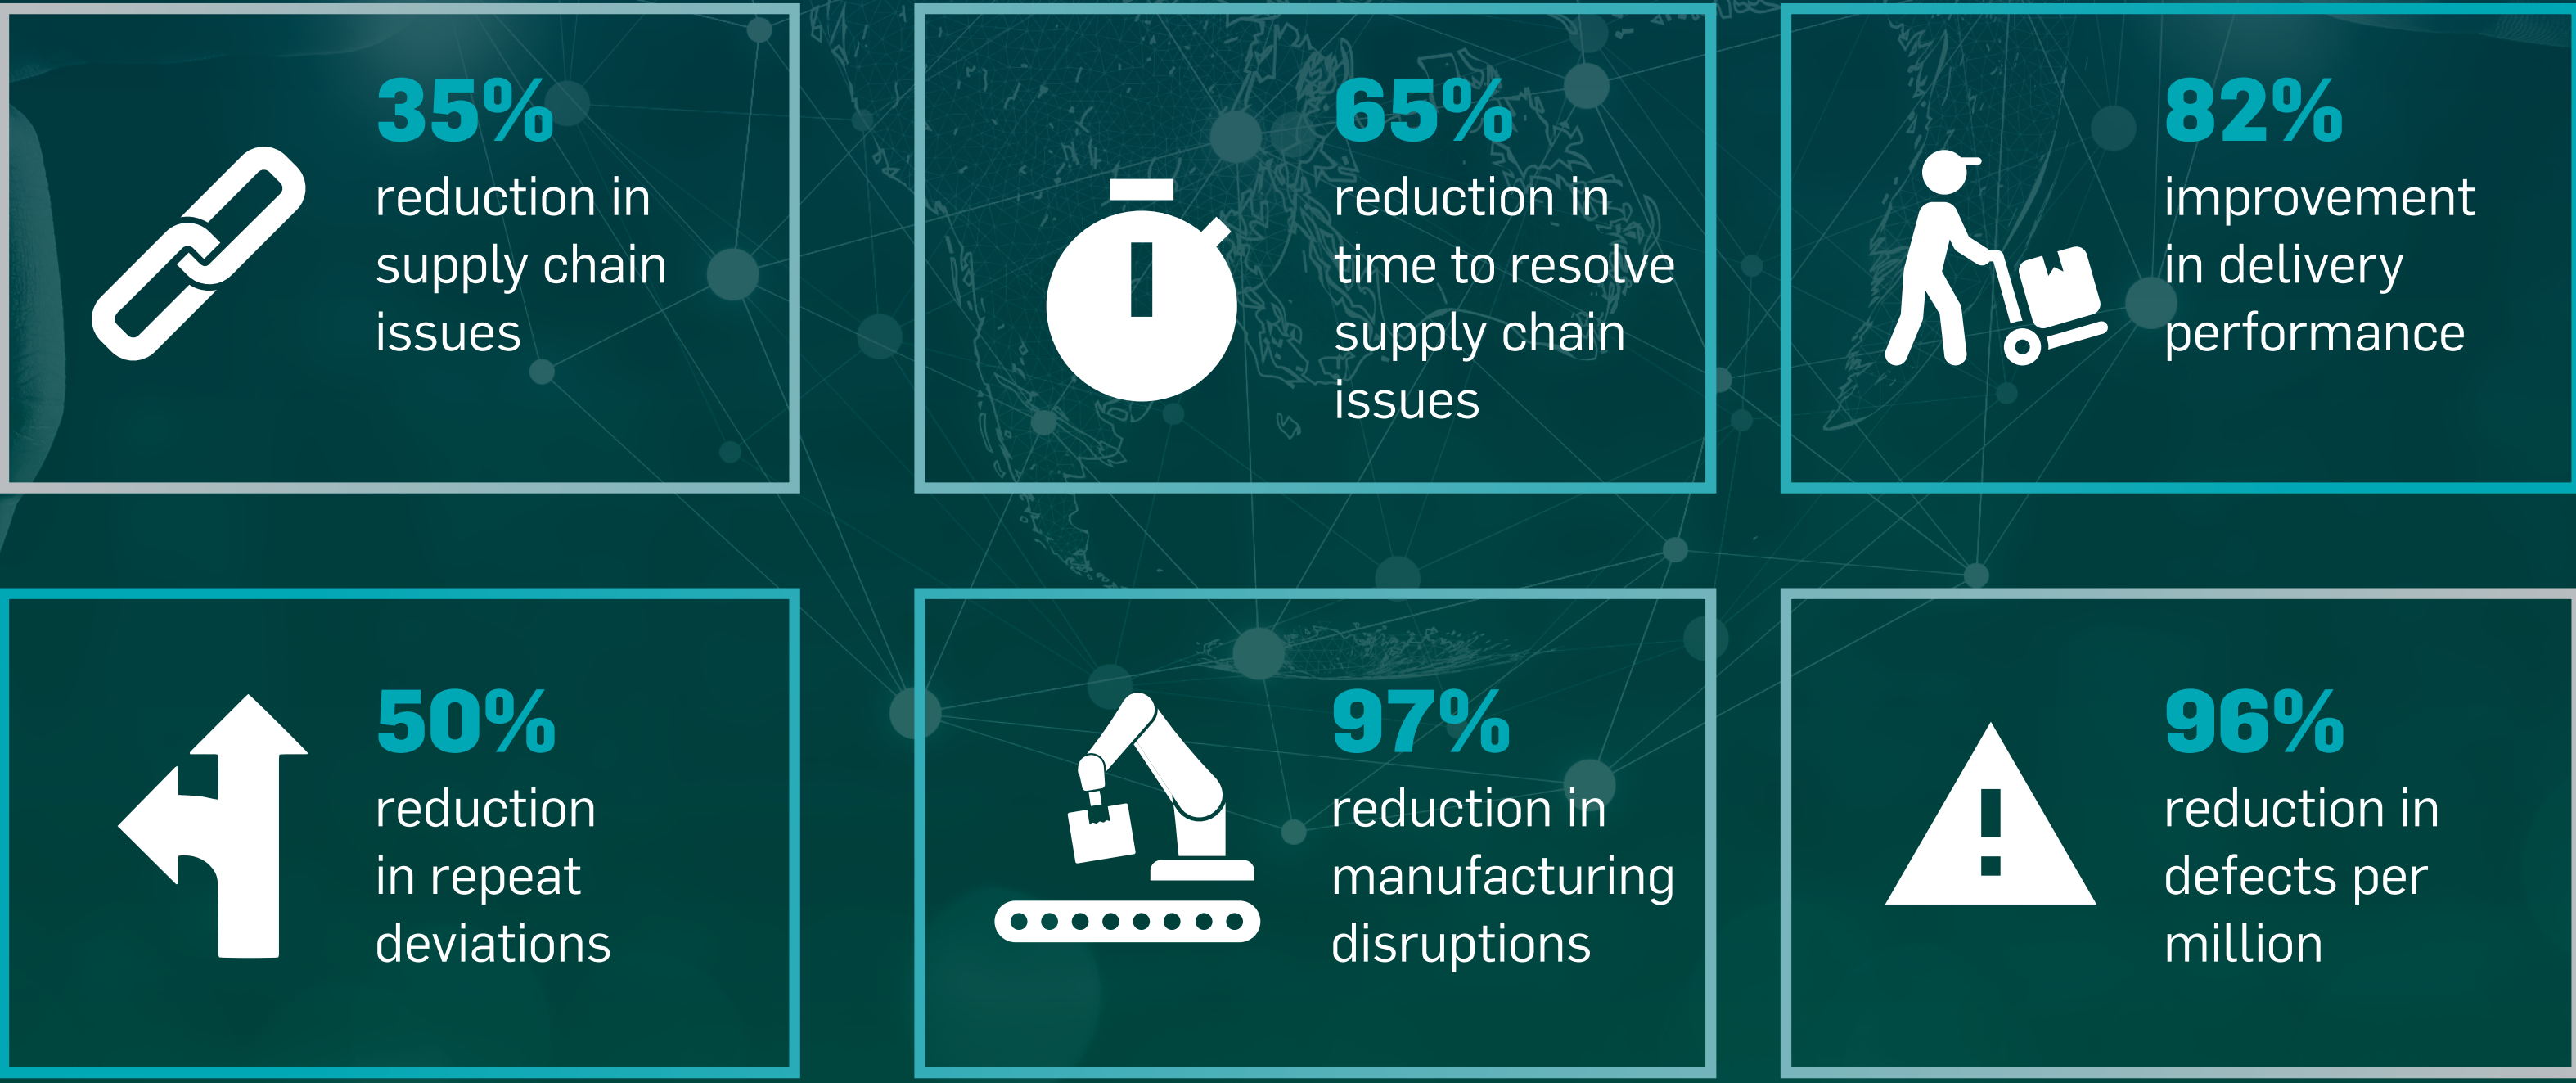 35%
reduction in
supply chain
issues
65%
reduction in
time to resolve
supply chain
issues
82%
improvement
in delivery
performance
50%
reduction
in repeat
deviations
97%
reduction in
manufacturing
disruptions
96%
reduction in
defects per
million